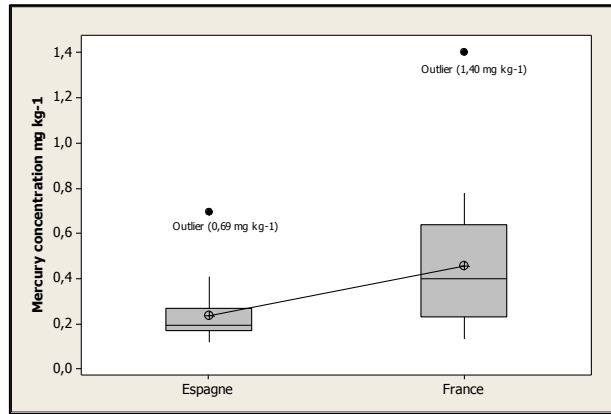 Mercury concentration mg kg-1
1,4
1,2
1,0
0,8
0,6
0,4
0,2
0,0
Outlier (1,40 mg kg-1)
Outlier (0,69 mg kg-1)
Espagne
France